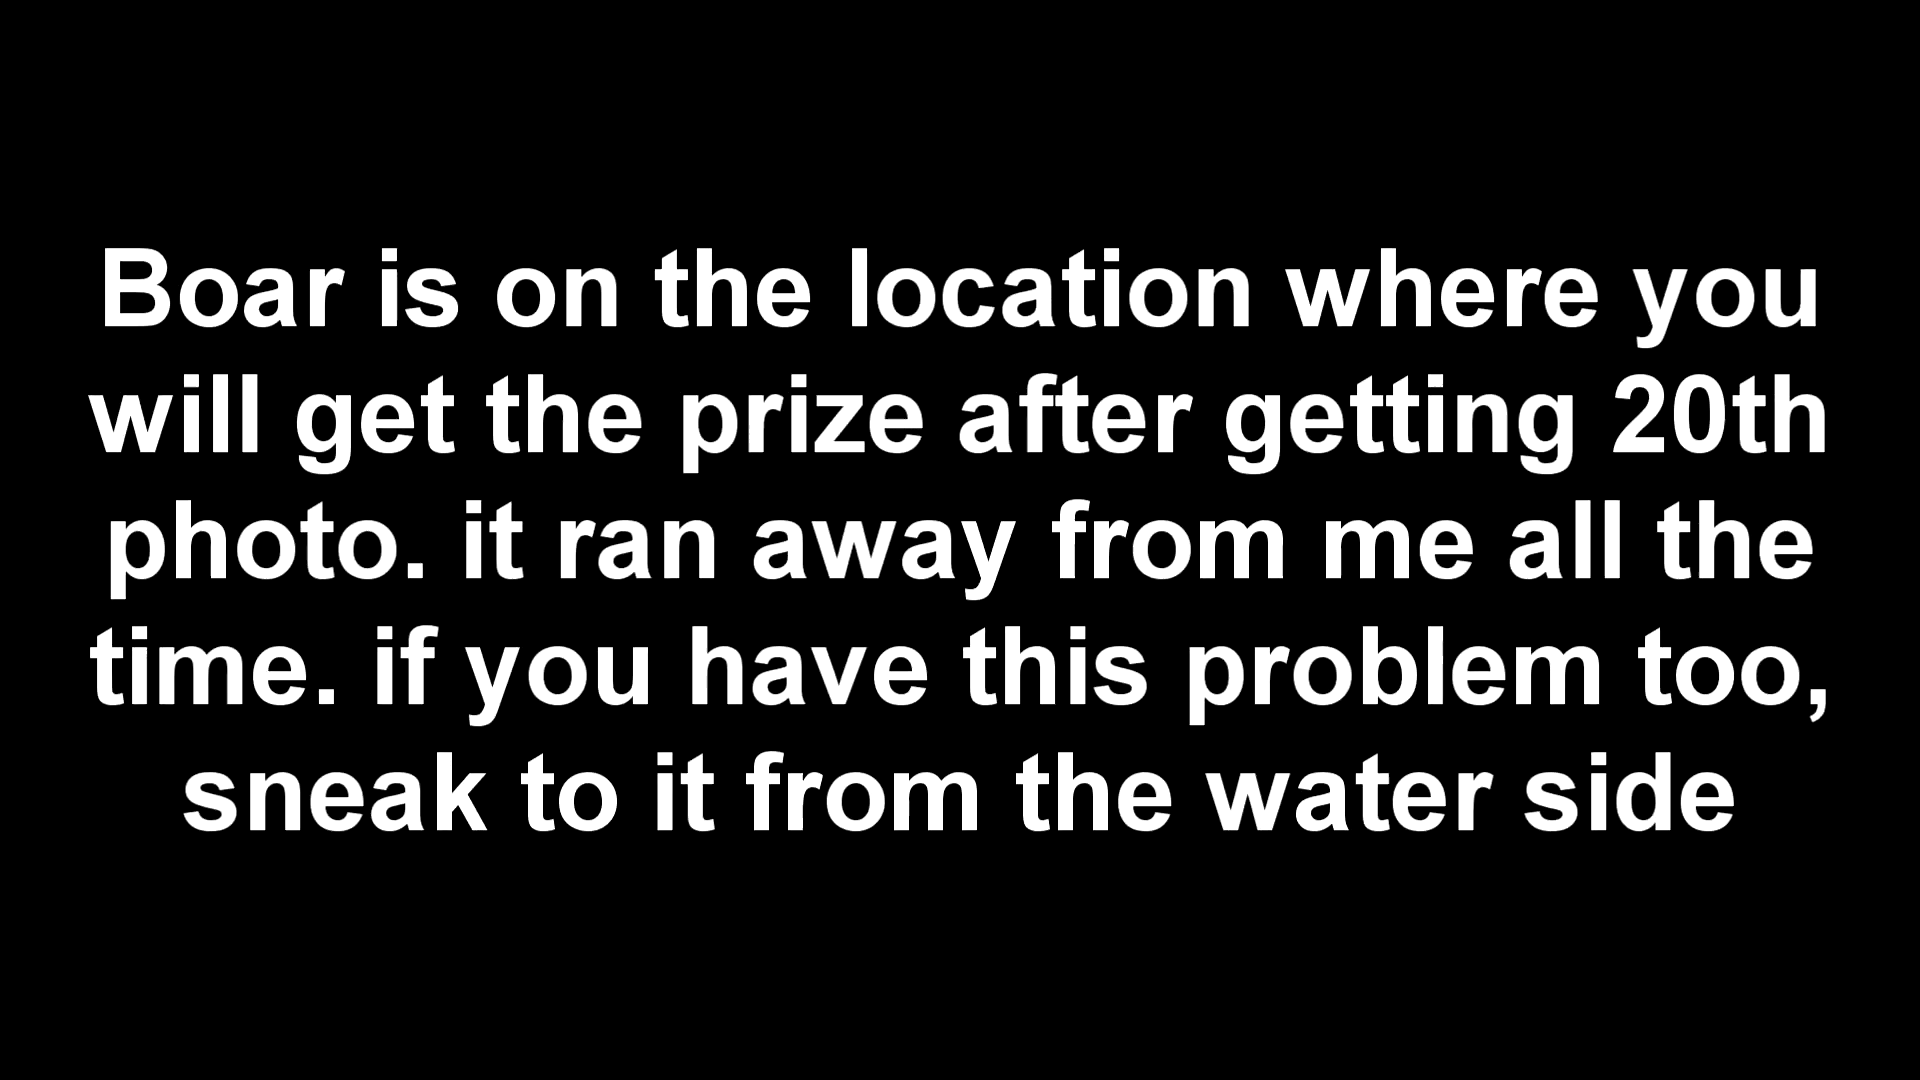 Boar is on the location where you
will get the prize after getting 20th
photo. it ran away from me all the
time. if you have this problem too,
sneak to it from the water side